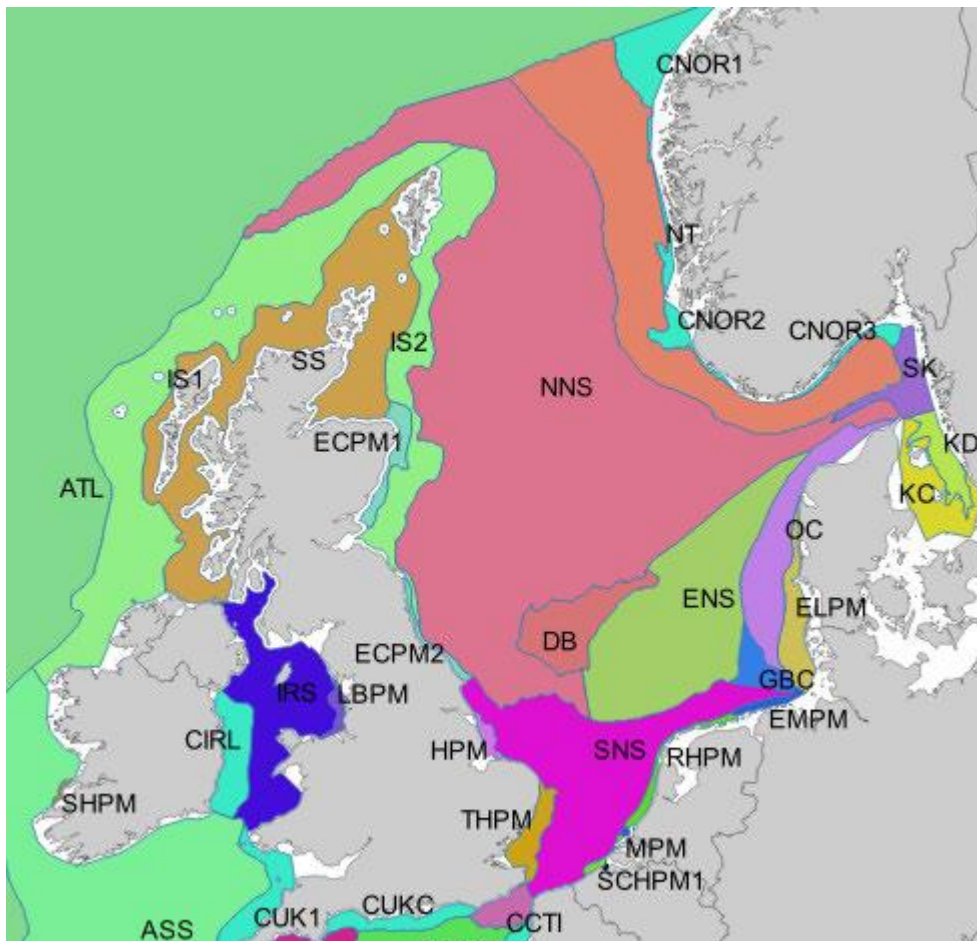 CNOR1
NT
CNOR2
CNOR3
IS2
SS
SK
IS1
NNS
ECPM1
KD
ATL
KC
OC
ENS
ELPM
DB
ECPM2
GBC
IRS
LBPM
EMPM
CIRL
HPM
SNS
RHPM
SHPM
THPM
MPM
SCHPM1
CUKC
CUK1
CCTI
ASS